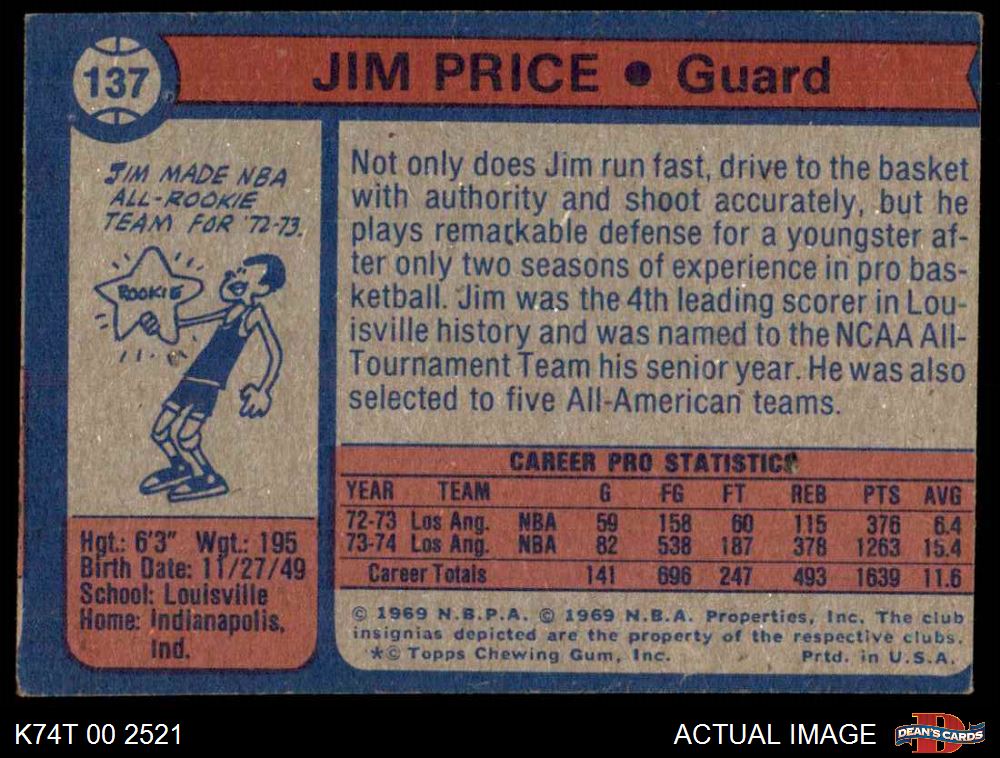 137
JIM PRICE • Guard
JIM MADE NBA
ALL-ROOKIE
TEAM FOR '72-73.
ROOKIE
Hgt.: 6'3" Wgt.: 195
Birth Date: 11/27/49
School: Louisville
Home: Indianapolis,
Ind.
Not only does Jim run fast, drive to the basket
with authority and shoot accurately, but he
plays remarkable defense for a youngster af-
ter only two seasons of experience in pro bas-
ketball. Jim was the 4th leading scorer in Lou-
isville history and was named to the NCAA All-
Tournament Team his senior year. He was also
selected to five All-American teams.
CAREER PRO STATISTICS
YEAR TEAM G FG FT REB PTS AVG
72-73 Los Ang. NBA 59 158 60 115 376 6.4
73-74 Los Ang. NBA 82 538 187 378 1263 15.4
Career Totals 141 696 247 493 1639 11.6
© 1969 N.B.P.A. © 1969 N.B.A. Properties, Inc. The club
insignias depicted are the property of the respective clubs.
*© Topps Chewing Gum, Inc. Prtd. in U.S.A.
K74T 00 2521
ACTUAL IMAGE
D
DEAN'S CARDS